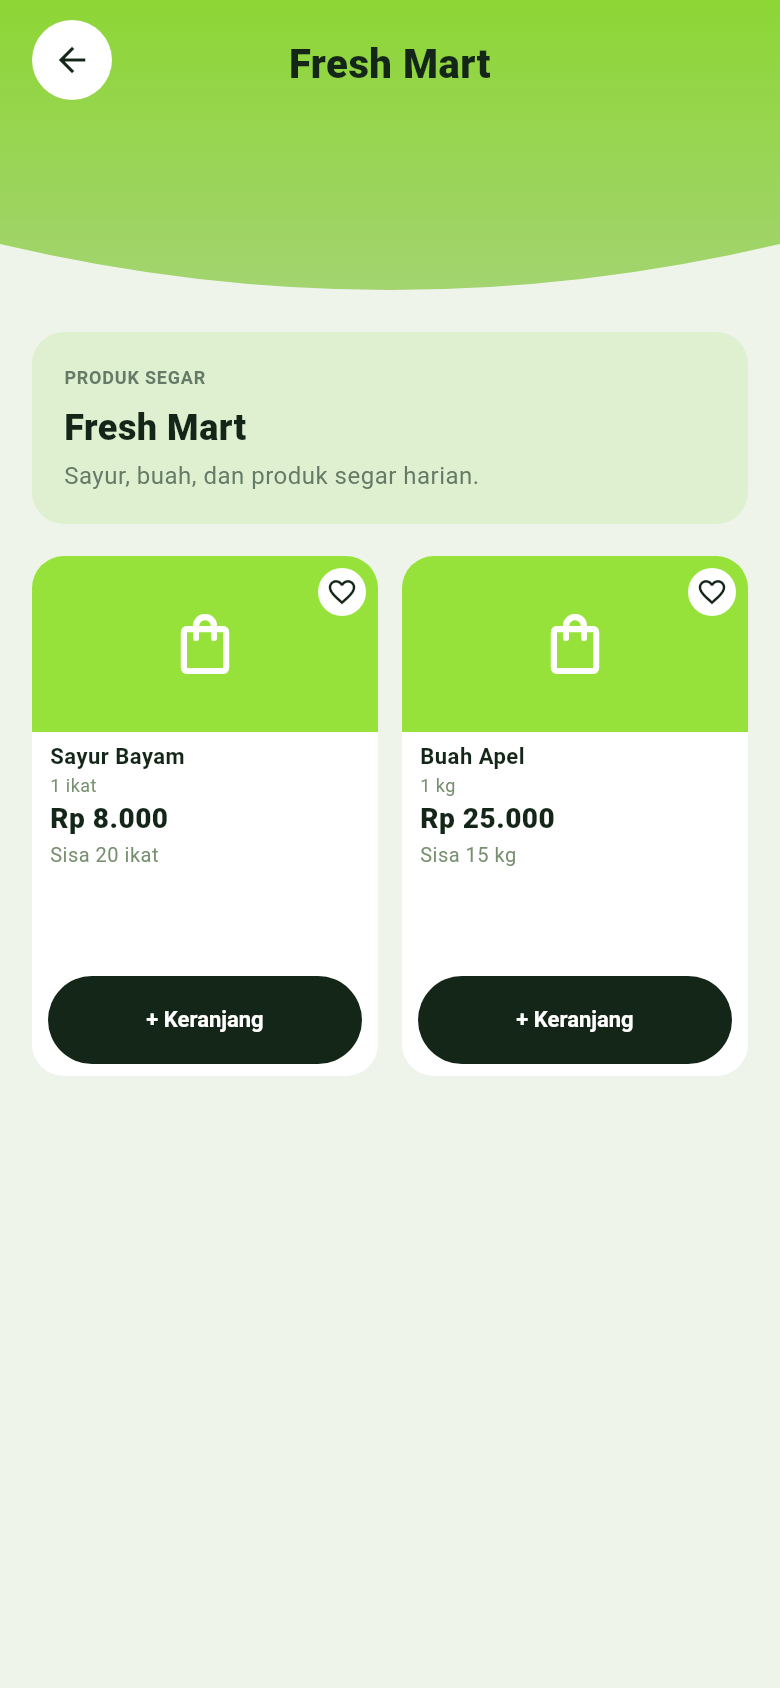 Fresh Mart
PRODUK SEGAR
Fresh Mart
Sayur, buah, dan produk segar harian.
Sayur Bayam
1 ikat
Rp 8.000
Sisa 20 ikat
+ Keranjang
Buah Apel
1 kg
Rp 25.000
Sisa 15 kg
+ Keranjang